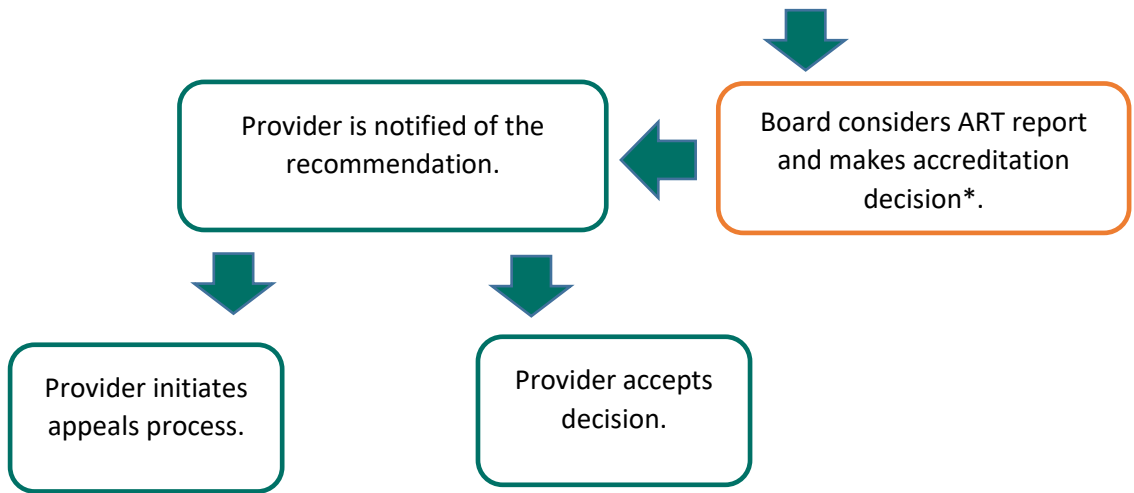 Board considers ART report
and makes accreditation
decision*.
Provider is notified of the
recommendation.
Provider initiates
appeals process.
Provider accepts
decision.